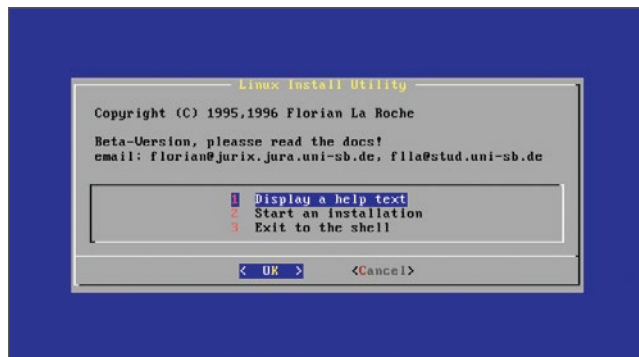 Linux Install Utility
Copyright (C) 1995,1996 Florian La Roche
Beta-Version, pleasse read the docs!
email: florian@jurix.jura.uni-sb.de, flla@stud.uni-sb.de
1 Display a help text
2 Start an installation
3 Exit to the shell
< OK > <Cancel>